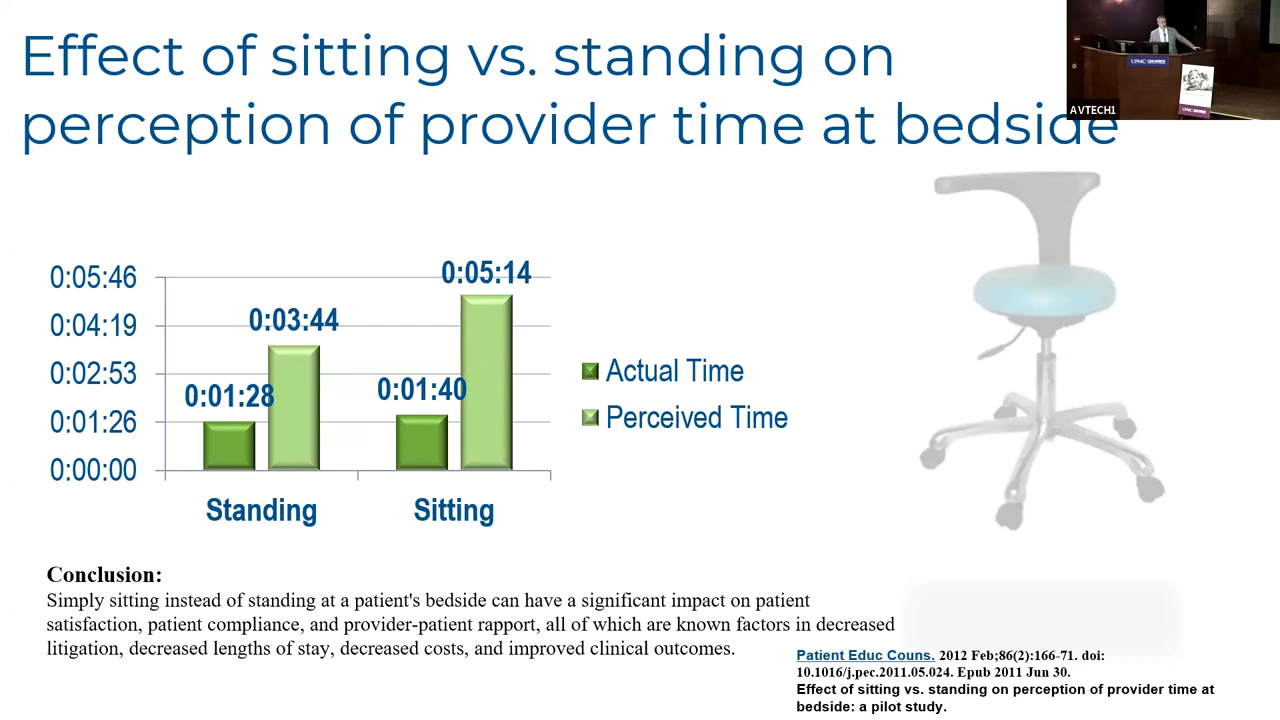 Effect of sitting vs. standing on
perception of provider time at bedside
UPMC
AVTECH1
0:05:46
0:04:19
0:02:53
0:01:26
0:00:00
0:01:28
0:03:44
0:01:40
0:05:14
Standing
Sitting
Actual Time
Perceived Time
Conclusion:
Simply sitting instead of standing at a patient's bedside can have a significant impact on patient
satisfaction, patient compliance, and provider-patient rapport, all of which are known factors in decreased
litigation, decreased lengths of stay, decreased costs, and improved clinical outcomes.
Patient Educ Couns. 2012 Feb;86(2):166-71. doi:
10.1016/j.pec.2011.05.024. Epub 2011 Jun 30.
Effect of sitting vs. standing on perception of provider time at
bedside: a pilot study.